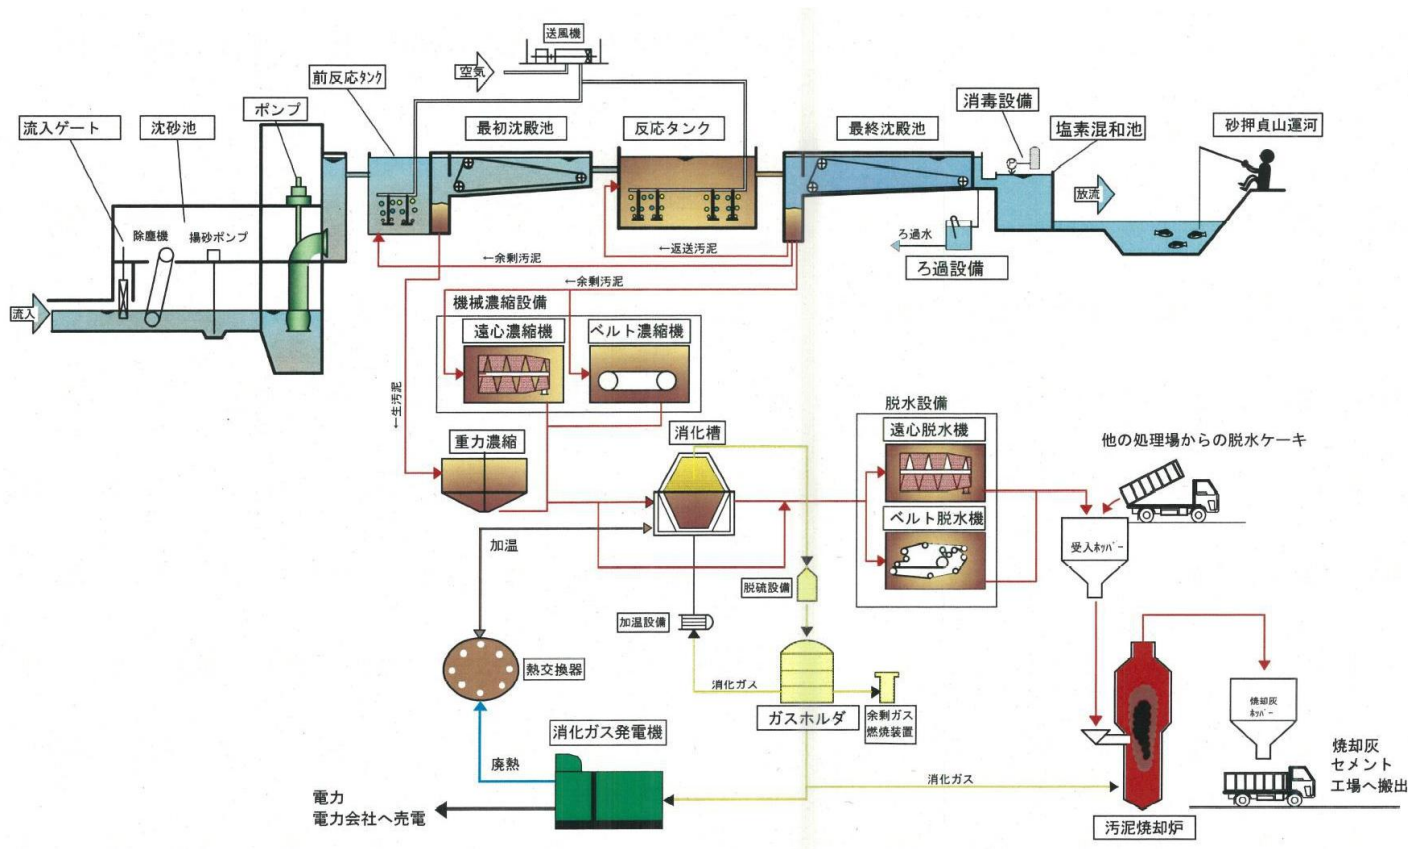 送風機
空気
前反応ﾀﾝｸ
ポンプ
流入ゲート
沈砂池
最初沈殿池
反応タンク
最終沈殿池
消毒設備
塩素混和池
砂押貞山運河
除塵機
揚砂ポンプ
放流
ろ過水
ろ過設備
←返送汚泥
←余剰汚泥
←余剰汚泥
流入
機械濃縮設備
遠心濃縮機
ベルト濃縮機
←生汚泥
重力濃縮
消化槽
脱水設備
遠心脱水機
ベルト脱水機
他の処理場からの脱水ケーキ
受入ﾎｯﾊﾟｰ
加温
脱硫設備
加温設備
熱交換器
消化ガス
ガスホルダ
余剰ガス
燃焼装置
焼却灰
ﾎｯﾊﾟｰ
消化ガス発電機
廃熱
消化ガス
焼却灰
セメント
工場へ搬出
電力
電力会社へ売電
汚泥焼却炉